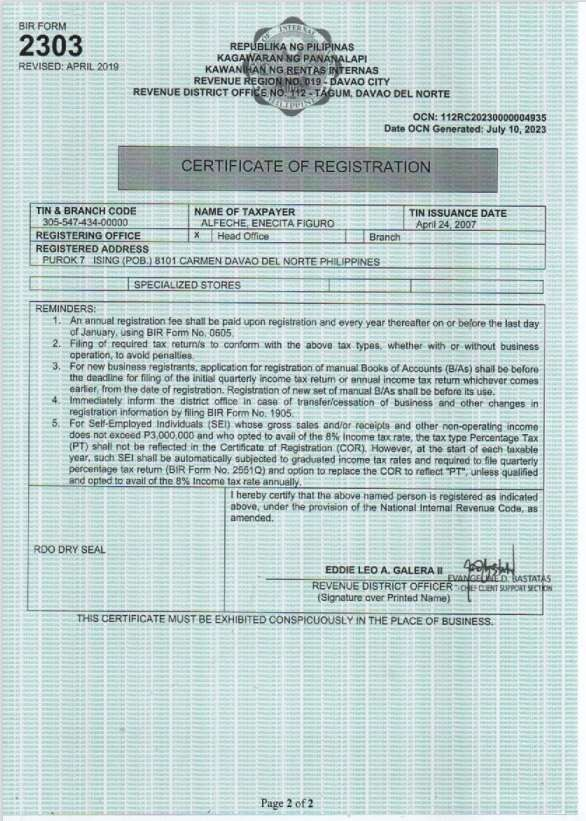 BIR FORM
2303
REVISED: APRIL 2019
REPUBLIKA NG PILIPINAS
KAGAWARAN NG PANANALAPI
KAWANIHAN NG RENTAS INTERNAS
REVENUE REGION NO. 019 - DAVAO CITY
REVENUE DISTRICT OFFICE NO. 112 - TAGUM, DAVAO DEL NORTE
OCN: 112RC20230000004935
Date OCN Generated: July 10, 2023
CERTIFICATE OF REGISTRATION
TIN & BRANCH CODE NAME OF TAXPAYER TIN ISSUANCE DATE
305-547-434-00000 ALFECHE, ENECITA FIGURO April 24, 2007
REGISTERING OFFICE X Head Office Branch
REGISTERED ADDRESS
PUROK 7 ISING (POB.) 8101 CARMEN DAVAO DEL NORTE PHILIPPINES
SPECIALIZED STORES
REMINDERS:
1. An annual registration fee shall be paid upon registration and every year thereafter on or before the last day
of January, using BIR Form No. 0605.
2. Filing of required tax return/s to conform with the above tax types, whether with or without business
operation, to avoid penalties.
3. For new business registrants, application for registration of manual Books of Accounts (B/As) shall be before
the deadline for filing of the initial quarterly income tax return or annual income tax return whichever comes
earlier, from the date of registration. Registration of new set of manual B/As shall be before its use.
4. Immediately inform the district office in case of transfer/cessation of business and other changes in
registration information by filing BIR Form No. 1905.
5. For Self-Employed Individuals (SEI) whose gross sales and/or receipts and other non-operating income
does not exceed P3,000,000 and who opted to avail of the 8% Income tax rate, the tax type Percentage Tax
(PT) shall not be reflected in the Certificate of Registration (COR). However, at the start of each taxable
year, such SEI shall be automatically subjected to graduated income tax rates and required to file quarterly
percentage tax return (BIR Form No. 2551Q) and option to replace the COR to reflect "PT", unless qualified
and opted to avail of the 8% Income tax rate annually.
I hereby certify that the above named person is registered as indicated
above, under the provision of the National Internal Revenue Code, as
amended.
RDO DRY SEAL
EDDIE LEO A. GALERA II
EVANGELINE D. BASTATAS
REVENUE DISTRICT OFFICER - CHIEF CLIENT SUPPORT SECTION
(Signature over Printed Name)
THIS CERTIFICATE MUST BE EXHIBITED CONSPICUOUSLY IN THE PLACE OF BUSINESS.
Page 2 of 2